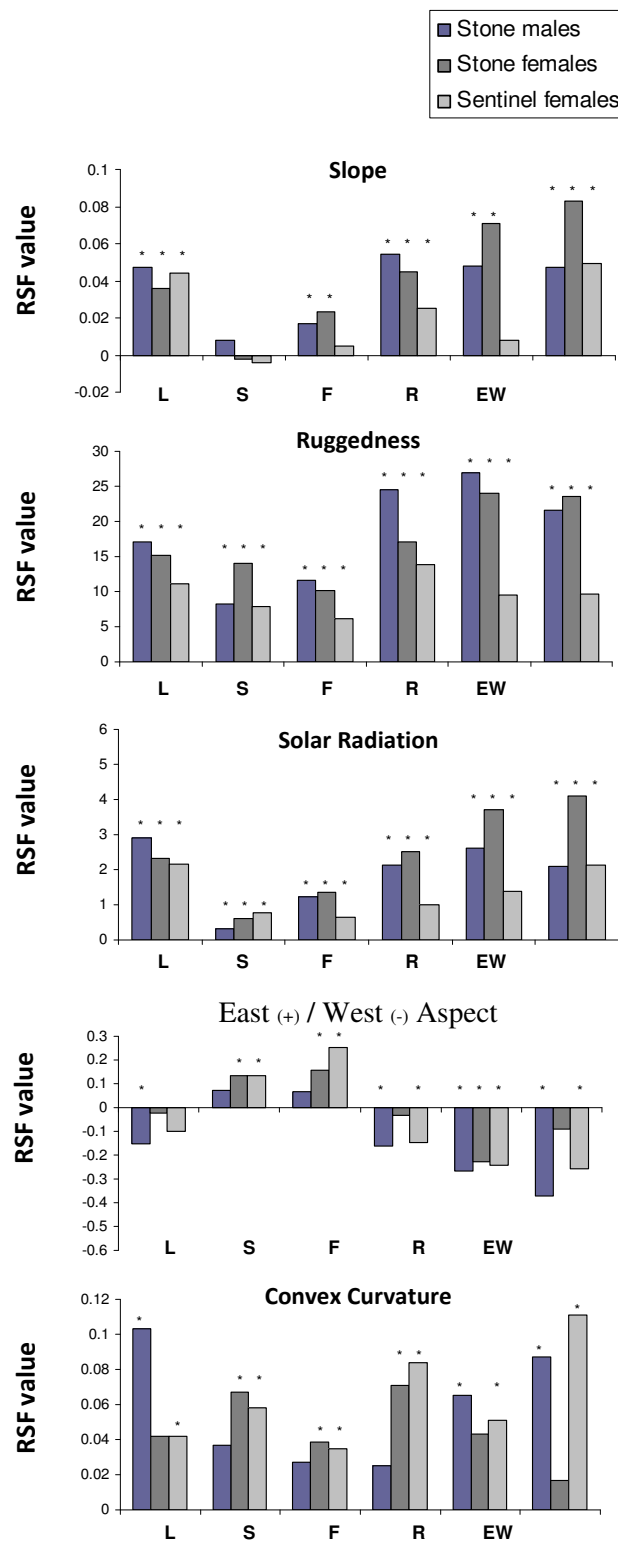 Stone males
Stone females
Sentinel females
Slope
RSF value
0.1
0.08
0.06
0.04
0.02
0
-0.02
* * * * * * * * * * * * *
L S F R EW
Ruggedness
RSF value
30
25
20
15
10
5
0
* * * * * * * * * * * * * * * * * *
L S F R EW
Solar Radiation
RSF value
6
5
4
3
2
1
0
* * * * * * * * * * * * * * * * * *
L S F R EW
East (+) / West (-) Aspect
RSF value
0.3
0.2
0.1
0
-0.1
-0.2
-0.3
-0.4
-0.5
-0.6
* * * * * * * * * * * *
L S F R EW
Convex Curvature
RSF value
0.12
0.1
0.08
0.06
0.04
0.02
0
* * * * * * * * * * * *
L S F R EW